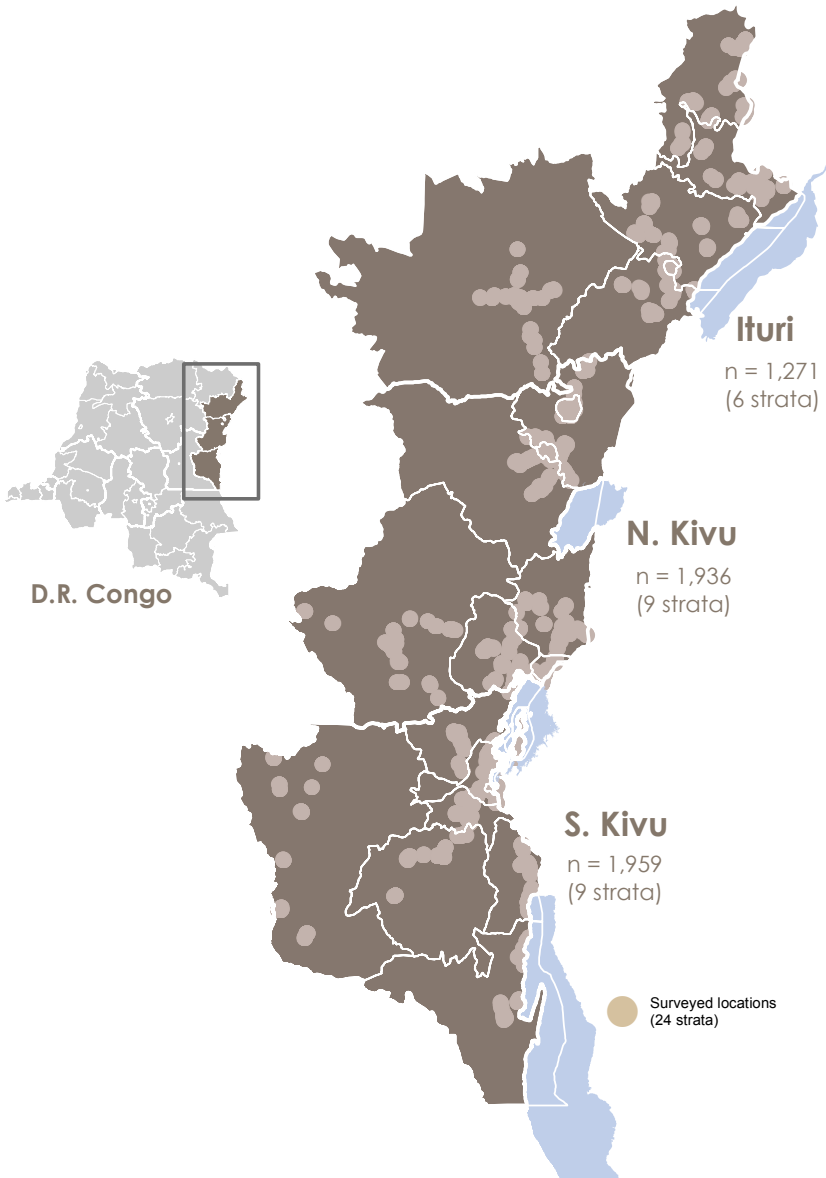 Ituri
n = 1,271
(6 strata)
N. Kivu
n = 1,936
(9 strata)
D.R. Congo
S. Kivu
n = 1,959
(9 strata)
Surveyed locations
(24 strata)